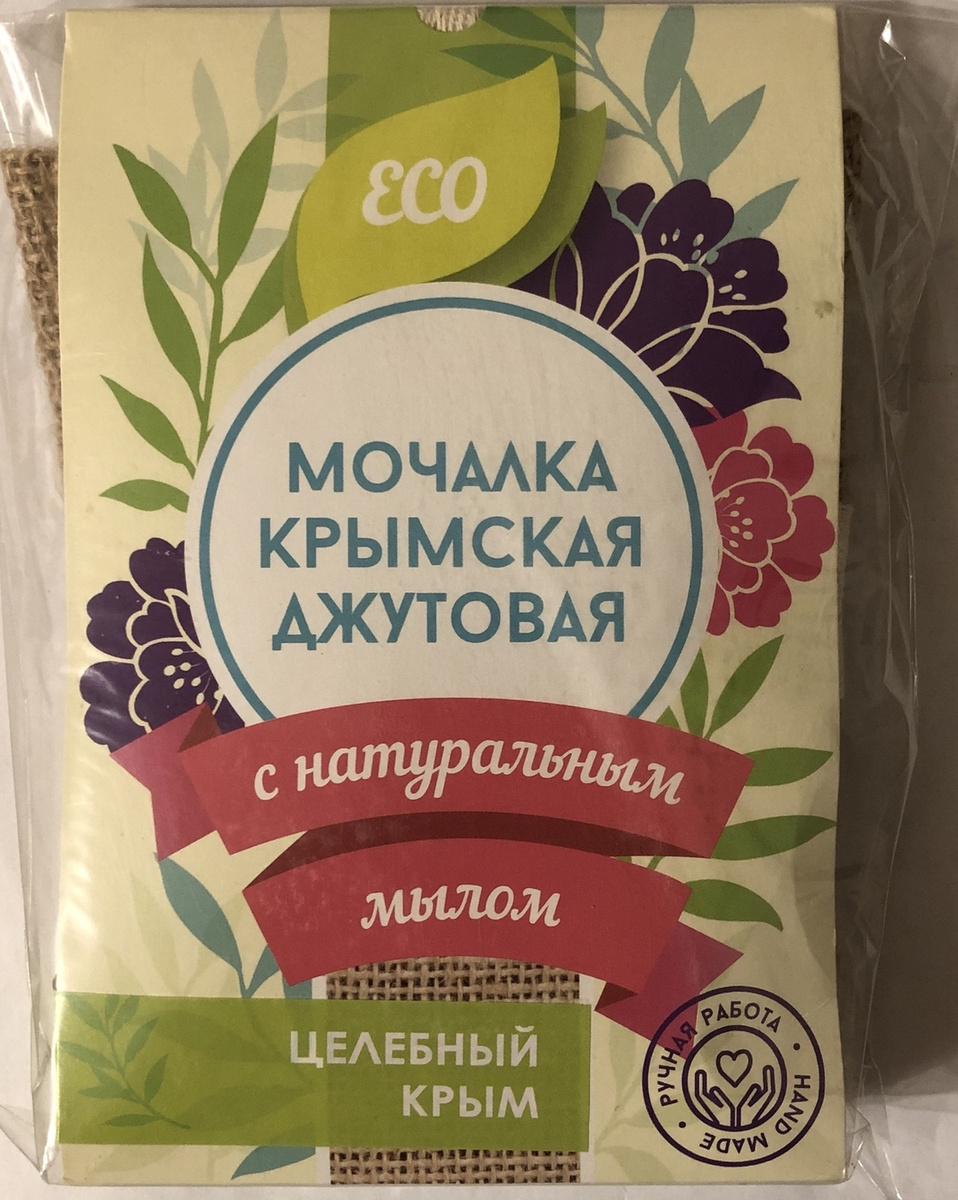 ECO
МОЧАЛКА
КРЫМСКАЯ
ДЖУТОВАЯ
с натуральным
мылом
ЦЕЛЕБНЫЙ
КРЫМ
РУЧНАЯ РАБОТА • HAND MADE •